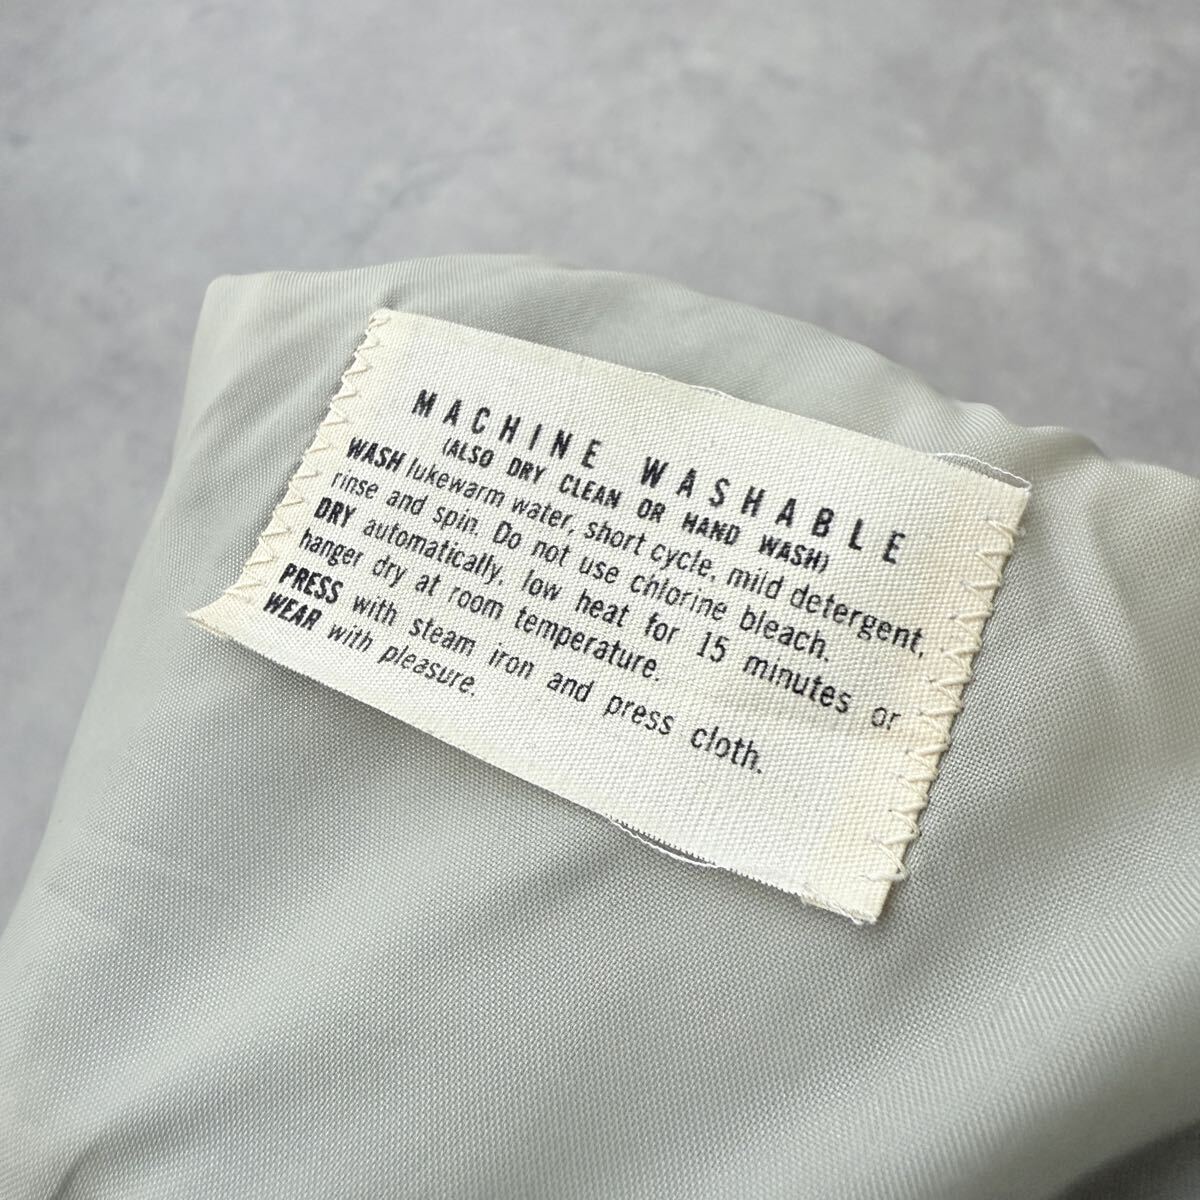 MACHINE WASHABLE
(ALSO DRY CLEAN OR HAND WASH)
WASH lukewarm water, short cycle, mild detergent,
rinse and spin. Do not use chlorine bleach.
DRY automatically, low heat for 15 minutes or
hanger dry at room temperature.
PRESS with steam iron and press cloth.
WEAR with pleasure.